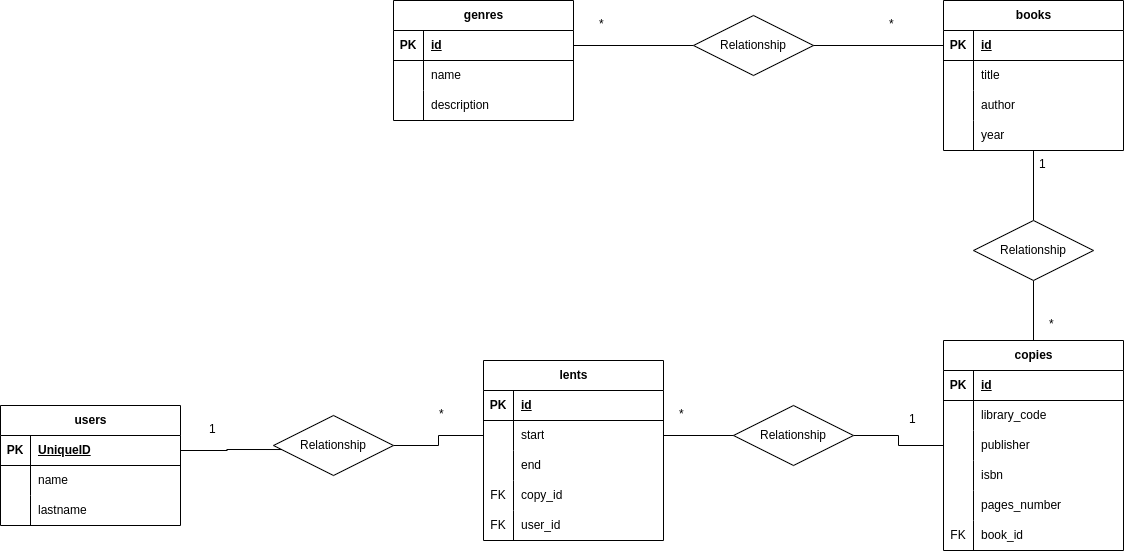 genres
PK id
name
description
*
Relationship
*
books
PK id
title
author
year
1
Relationship
*
copies
PK id
library_code
publisher
isbn
pages_number
FK book_id
1
Relationship
*
lents
PK id
start
end
FK copy_id
FK user_id
*
Relationship
1
users
PK UniqueID
name
lastname